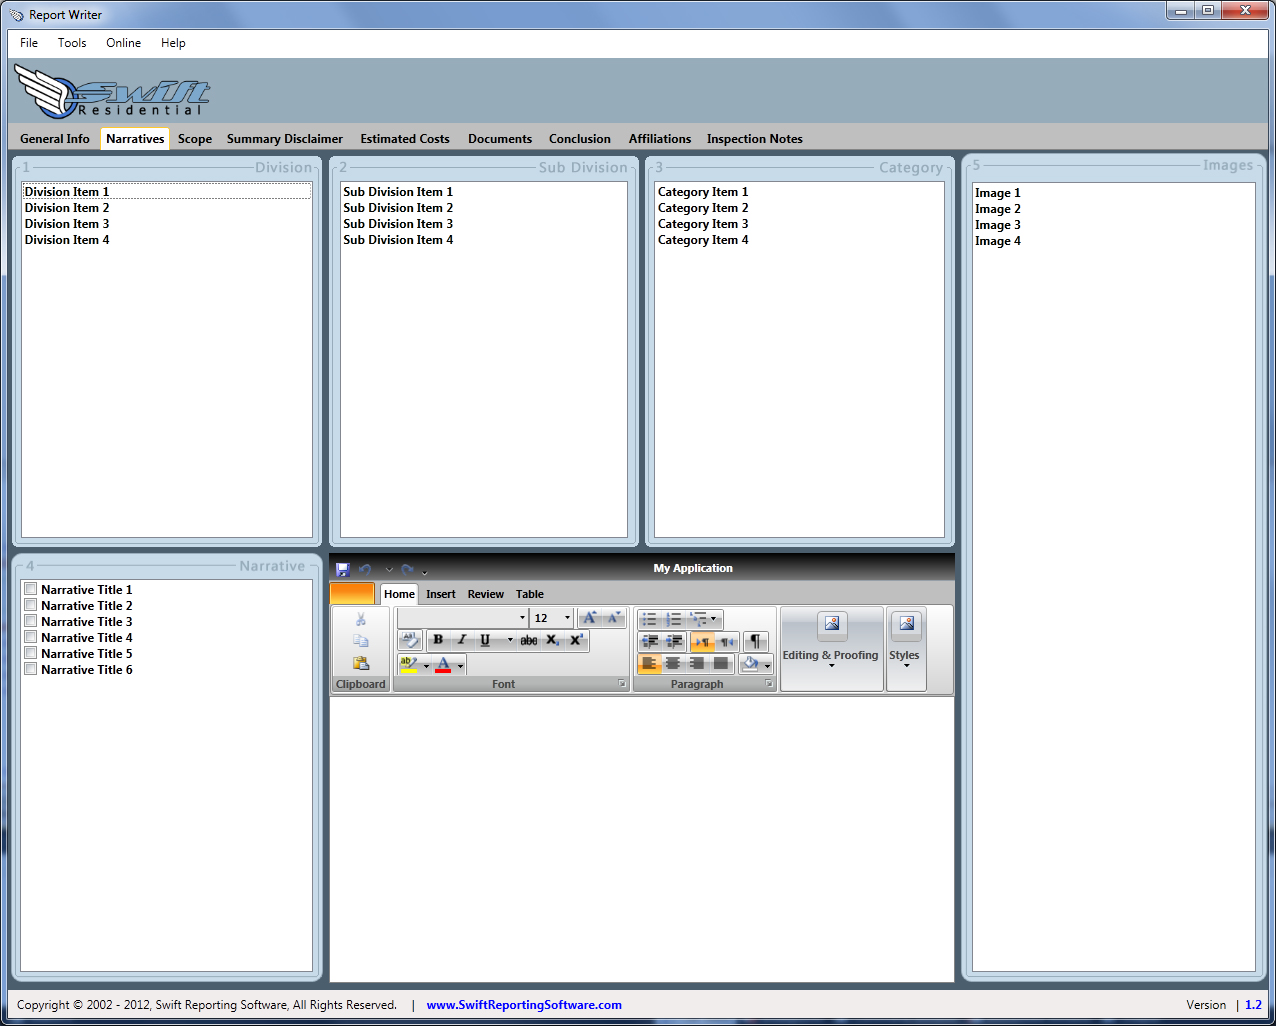 Report Writer
File Tools Online Help
Swift
Residential
General Info Narratives Scope Summary Disclaimer Estimated Costs Documents Conclusion Affiliations Inspection Notes
1 Division
Division Item 1
Division Item 2
Division Item 3
Division Item 4
2 Sub Division
Sub Division Item 1
Sub Division Item 2
Sub Division Item 3
Sub Division Item 4
3 Category
Category Item 1
Category Item 2
Category Item 3
Category Item 4
5 Images
Image 1
Image 2
Image 3
Image 4
4 Narrative
Narrative Title 1
Narrative Title 2
Narrative Title 3
Narrative Title 4
Narrative Title 5
Narrative Title 6
My Application
Home Insert Review Table
12 A A
B I U abc X X
ab A
Clipboard Font Paragraph
Editing & Proofing
Styles
Copyright © 2002 - 2012, Swift Reporting Software, All Rights Reserved. | www.SwiftReportingSoftware.com
Version | 1.2